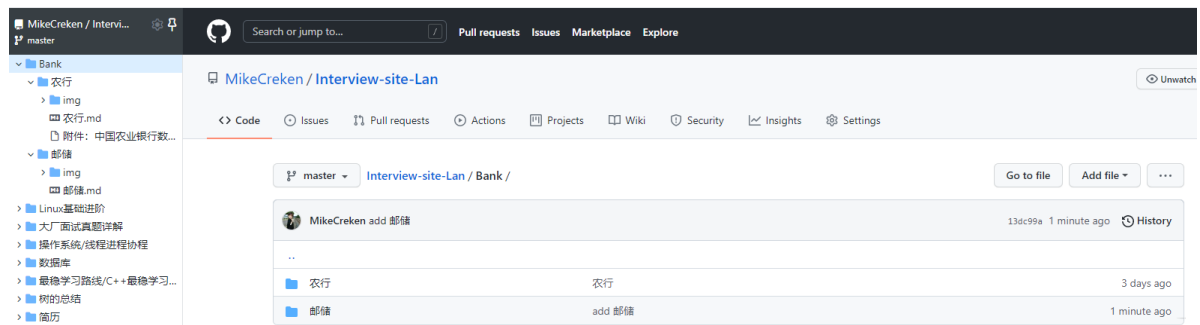 MikeCreken / Intervi...
master
Bank
农行
img
农行.md
附件：中国农业银行数...
邮储
img
邮储.md
Linux基础进阶
大厂面试真题详解
操作系统/线程进程协程
数据库
最稳学习路线/C++最稳学习...
树的总结
简历
Search or jump to... /
Pull requests Issues Marketplace Explore
MikeCreken / Interview-site-Lan
Unwatch
Code Issues Pull requests Actions Projects Wiki Security Insights Settings
master Interview-site-Lan / Bank /
Go to file Add file ...
MikeCreken add 邮储 13dc99a 1 minute ago History
..
农行 农行 3 days ago
邮储 add 邮储 1 minute ago